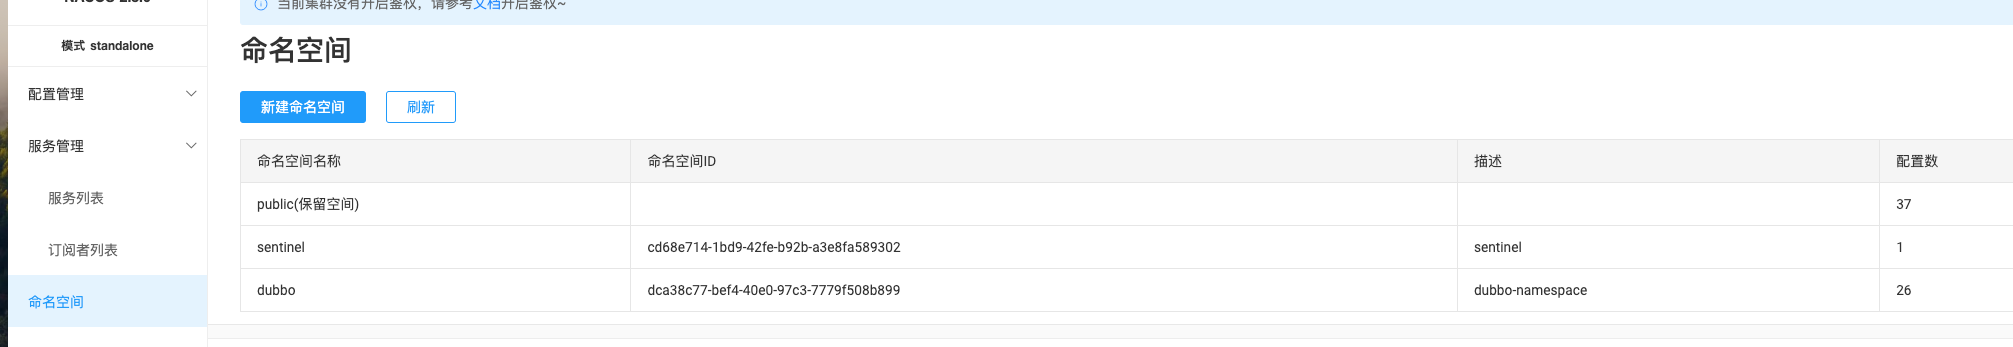 当前集群没有开启鉴权，请参考文档开启鉴权~
模式 standalone
命名空间
配置管理
新建命名空间 刷新
服务管理
命名空间名称 命名空间ID 描述 配置数
服务列表
public(保留空间) 37
订阅者列表
sentinel cd68e714-1bd9-42fe-b92b-a3e8fa589302 sentinel 1
命名空间
dubbo dca38c77-bef4-40e0-97c3-7779f508b899 dubbo-namespace 26